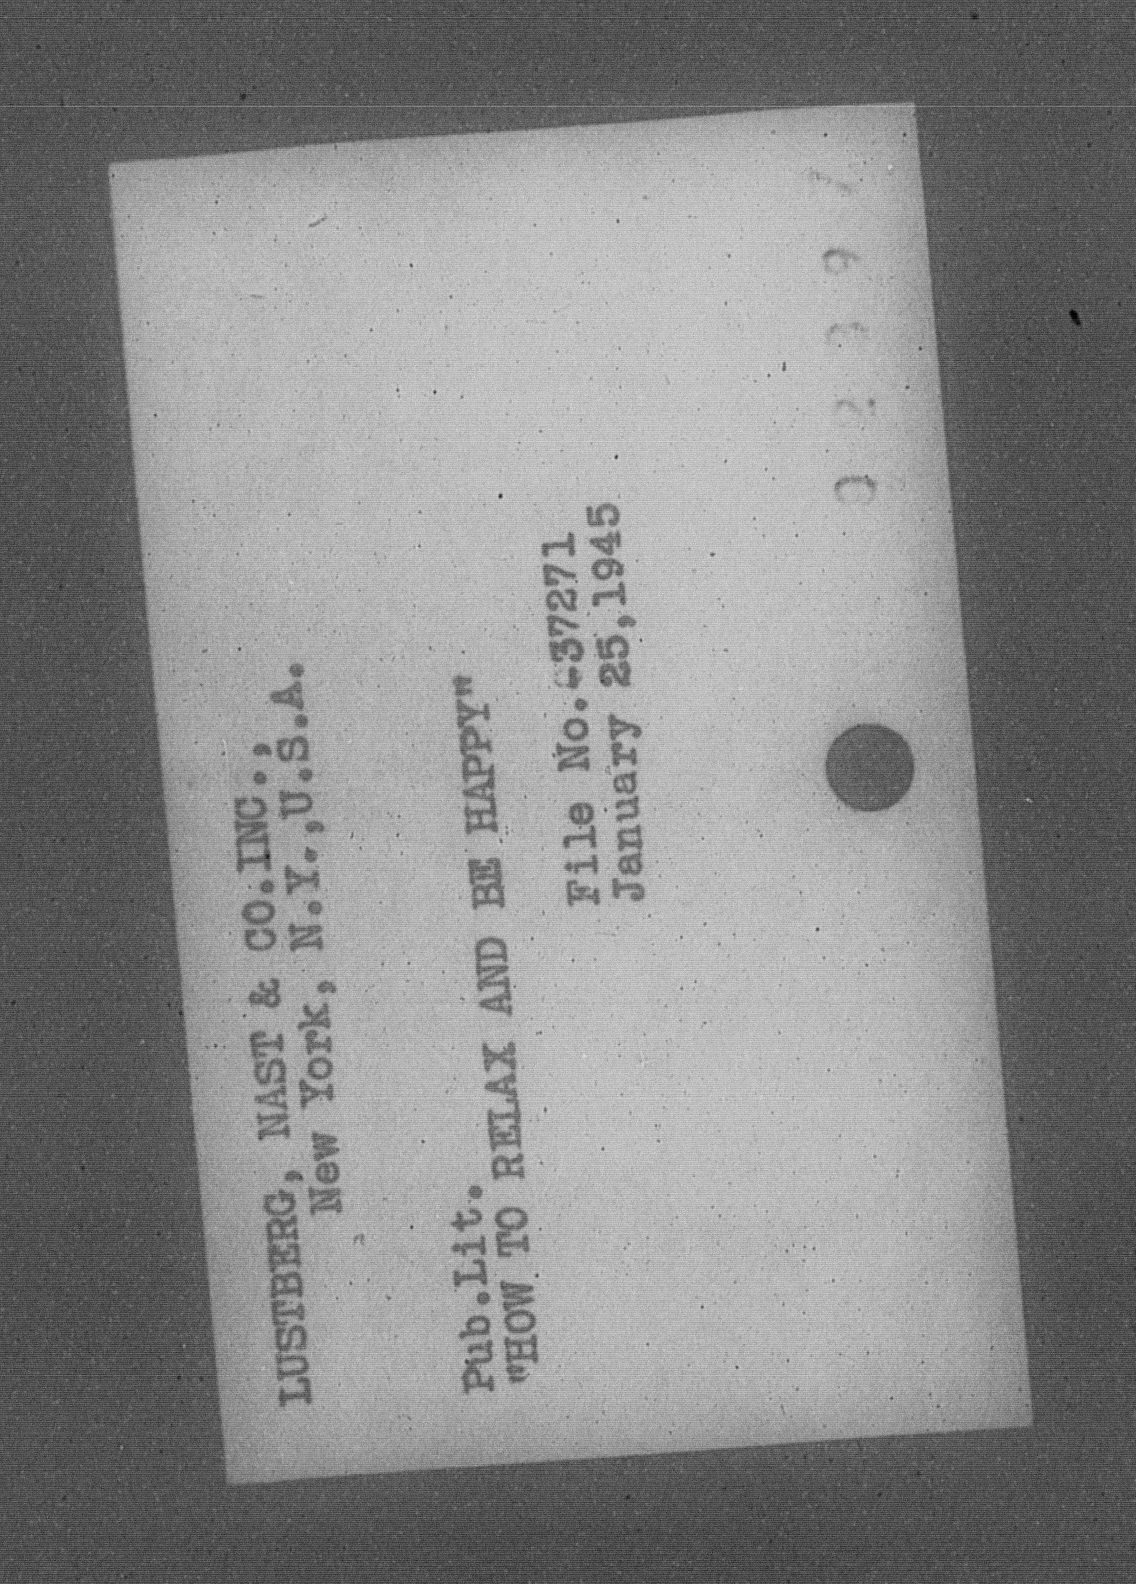 LUSTBERG, NAST & CO.INC.,
New York, N.Y.,U.S.A.
Pub.Lit.
"HOW TO RELAX AND BE HAPPY"
File No.-37271
January 25,1945